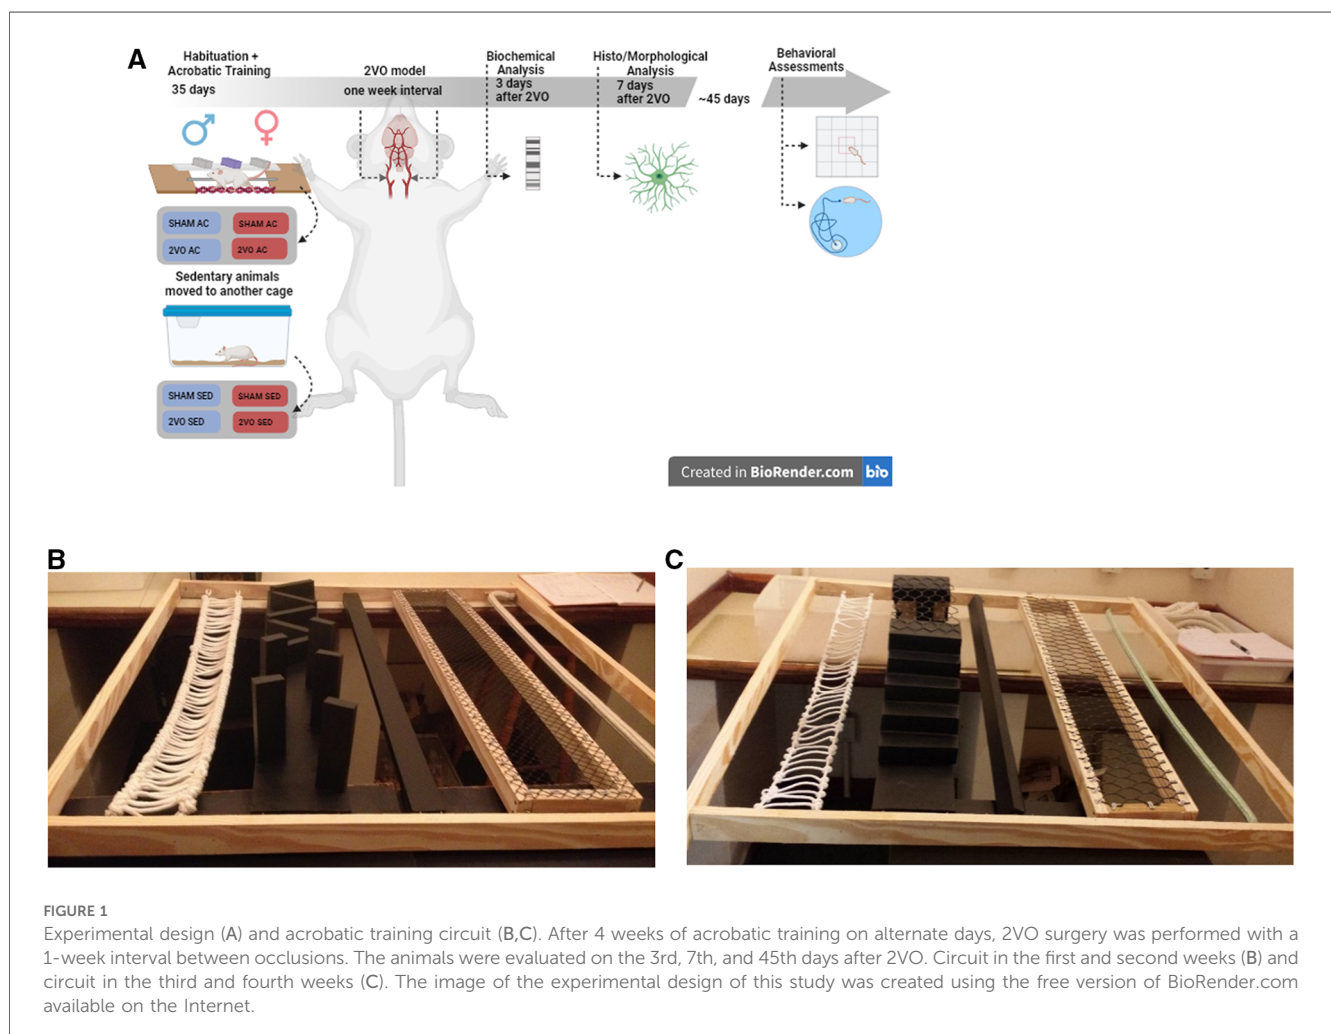 A
Habituation +
Acrobatic Training
35 days
2VO model
one week interval
Biochemical
Analysis
3 days
after 2VO
Histo/Morphological
Analysis
7 days
after 2VO
~45 days
Behavioral
Assessments
SHAM AC
SHAM AC
2VO AC
2VO AC
Sedentary animals
moved to another cage
SHAM SED
SHAM SED
2VO SED
2VO SED
Created in BioRender.com bio
B
C
FIGURE 1
Experimental design (A) and acrobatic training circuit (B,C). After 4 weeks of acrobatic training on alternate days, 2VO surgery was performed with a
1-week interval between occlusions. The animals were evaluated on the 3rd, 7th, and 45th days after 2VO. Circuit in the first and second weeks (B) and
circuit in the third and fourth weeks (C). The image of the experimental design of this study was created using the free version of BioRender.com
available on the Internet.